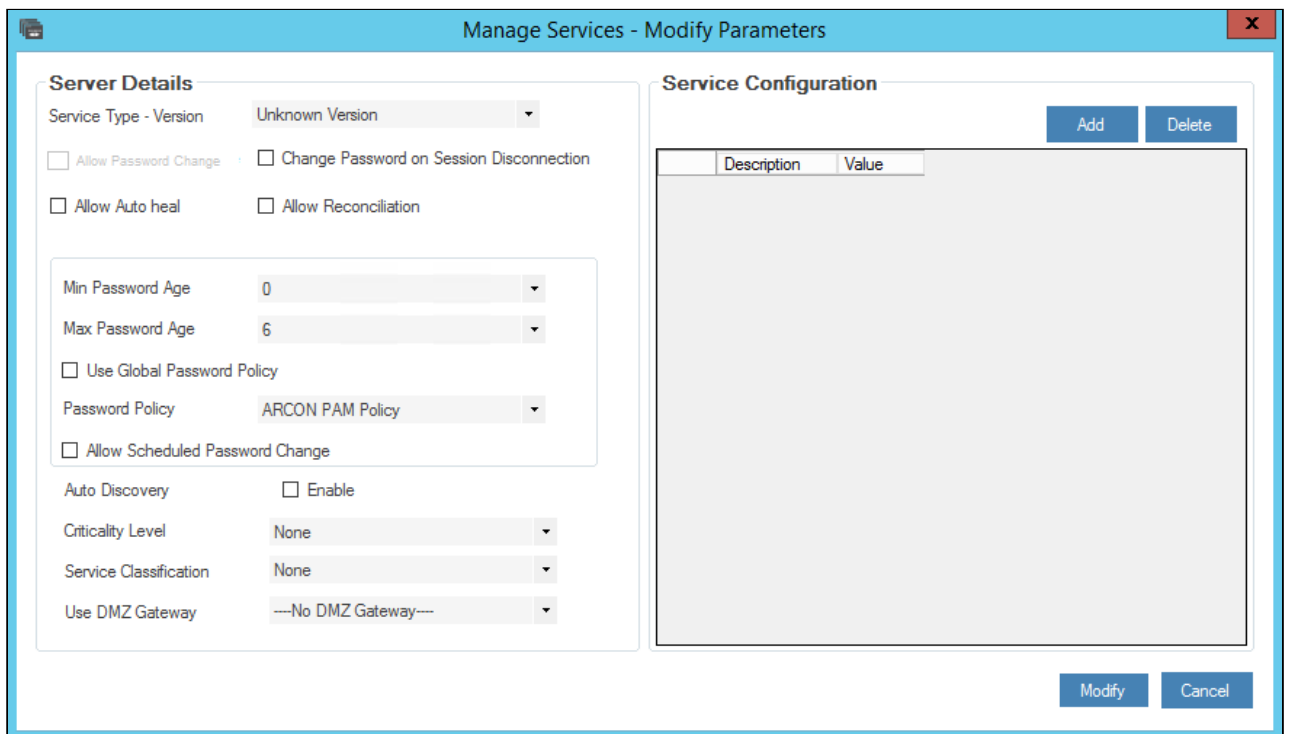 Manage Services - Modify Parameters
x
Server Details
Service Type - Version
Unknown Version
Allow Password Change
Change Password on Session Disconnection
Allow Auto heal
Allow Reconciliation
Min Password Age
0
Max Password Age
6
Use Global Password Policy
Password Policy
ARCON PAM Policy
Allow Scheduled Password Change
Auto Discovery
Enable
Criticality Level
None
Service Classification
None
Use DMZ Gateway
----No DMZ Gateway----
Service Configuration
Add
Delete
Description
Value
Modify
Cancel